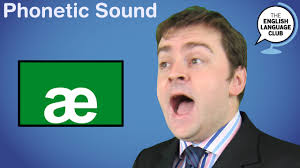 Phonetic Sound
THE
ENGLISH
LANGUAGE
CLUB
æ